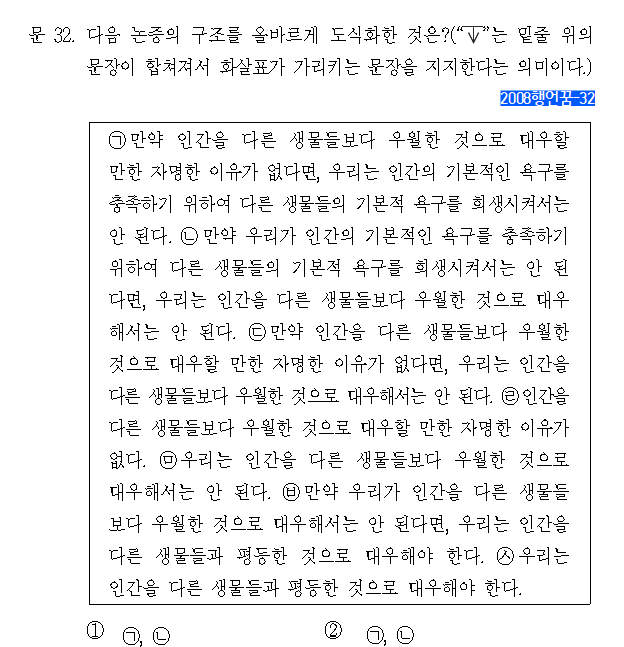 문 32. 다음 논증의 구조를 올바르게 도식화한 것은?(“↓”는 밑줄 위의
문장이 합쳐져서 화살표가 가리키는 문장을 지지한다는 의미이다.)
2008행언꿈-32
㉠만약 인간을 다른 생물들보다 우월한 것으로 대우할
만한 자명한 이유가 없다면, 우리는 인간의 기본적인 욕구를
충족하기 위하여 다른 생물들의 기본적 욕구를 희생시켜서는
안 된다. ㉡만약 우리가 인간의 기본적인 욕구를 충족하기
위하여 다른 생물들의 기본적 욕구를 희생시켜서는 안 된
다면, 우리는 인간을 다른 생물들보다 우월한 것으로 대우
해서는 안 된다. ㉢만약 인간을 다른 생물들보다 우월한
것으로 대우할 만한 자명한 이유가 없다면, 우리는 인간을
다른 생물들보다 우월한 것으로 대우해서는 안 된다. ㉣인간을
다른 생물들보다 우월한 것으로 대우할 만한 자명한 이유가
없다. ㉤우리는 인간을 다른 생물들보다 우월한 것으로
대우해서는 안 된다. ㉥만약 우리가 인간을 다른 생물들
보다 우월한 것으로 대우해서는 안 된다면, 우리는 인간을
다른 생물들과 평등한 것으로 대우해야 한다. ㉦우리는
인간을 다른 생물들과 평등한 것으로 대우해야 한다.
① ㉠, ㉡ ② ㉠, ㉡